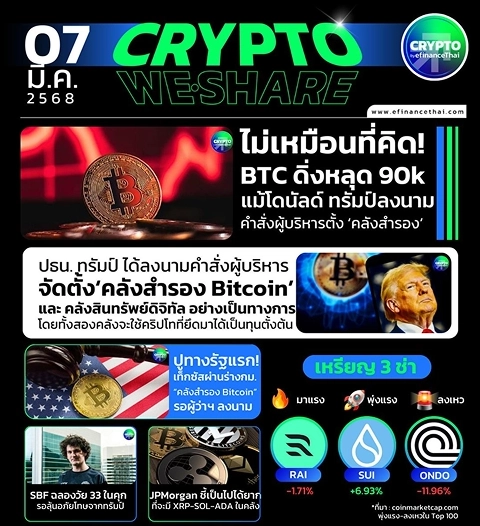 07
มี.ค.
2568
CRYPTO
WE·SHARE
CRYPTO
By efinanceThai
www.efinancethai.com
ไม่เหมือนที่คิด!
BTC ดิ่งหลุด 90k
แม้โดนัลด์ ทรัมป์ลงนาม
คำสั่งผู้บริหารตั้ง ‘คลังสำรอง’
ปธน. ทรัมป์ ได้ลงนามคำสั่งผู้บริหาร
จัดตั้ง‘คลังสำรอง Bitcoin’
และ คลังสินทรัพย์ดิจิทัล อย่างเป็นทางการ
โดยทั้งสองคลังจะใช้คริปโทที่ยึดมาได้เป็นทุนตั้งต้น
ปูทางรัฐแรก!
เท็กซัสผ่านร่างกม.
“คลังสำรอง Bitcoin”
รอผู้ว่าฯ ลงนาม
SBF ฉลองวัย 33 ในคุก
รอลุ้นอภัยโทษจากทรัมป์
JPMorgan ชี้เป็นไปได้ยาก
ที่จะมี XRP-SOL-ADA ในคลัง
เหรียญ 3 ช่า
มาแรง
พุ่งแรง
ลงเหว
RAI
-1.71%
SUI
+6.93%
ONDO
-11.96%
*ที่มา : coinmarketcap.com
พุ่งแรง-ลงเหวใน Top 100